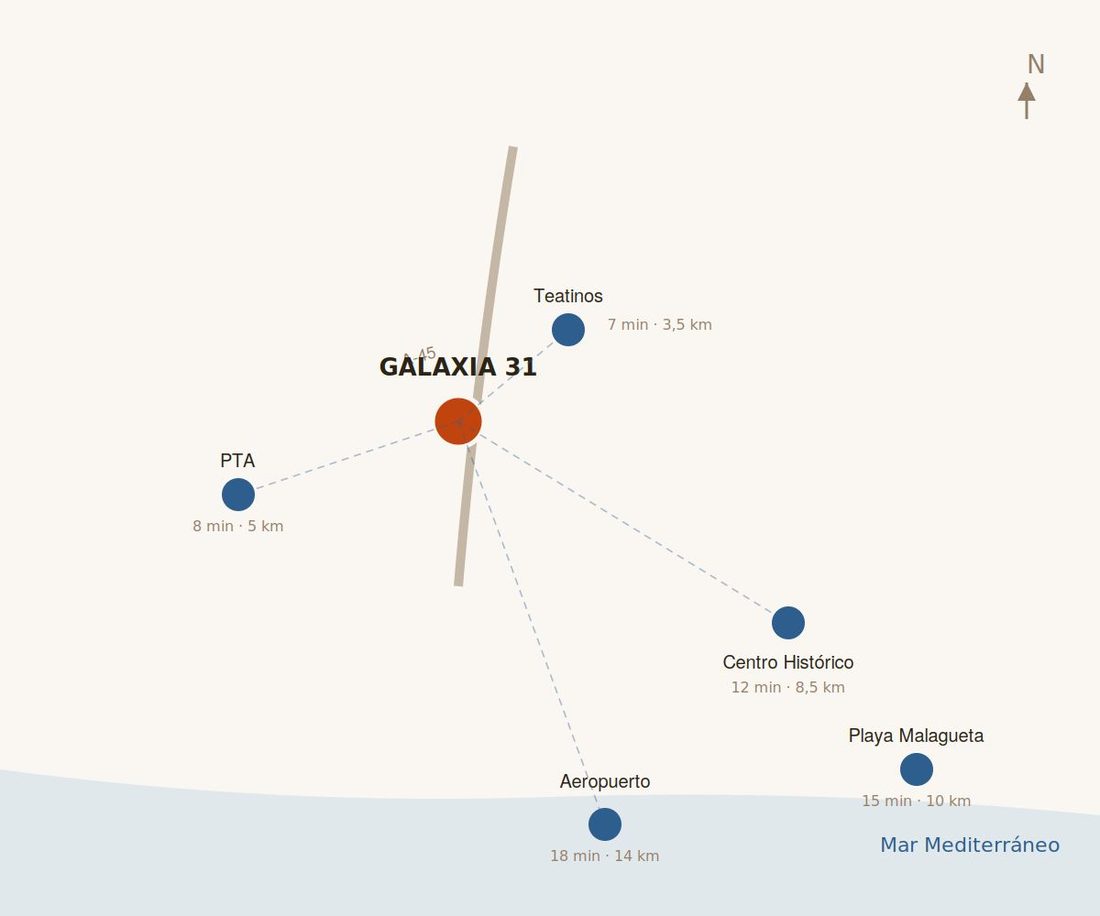 N
Teatinos
7 min · 3,5 km
GALAXIA 31
PTA
8 min · 5 km
Centro Histórico
12 min · 8,5 km
Playa Malagueta
15 min · 10 km
Aeropuerto
18 min · 14 km
Mar Mediterráneo